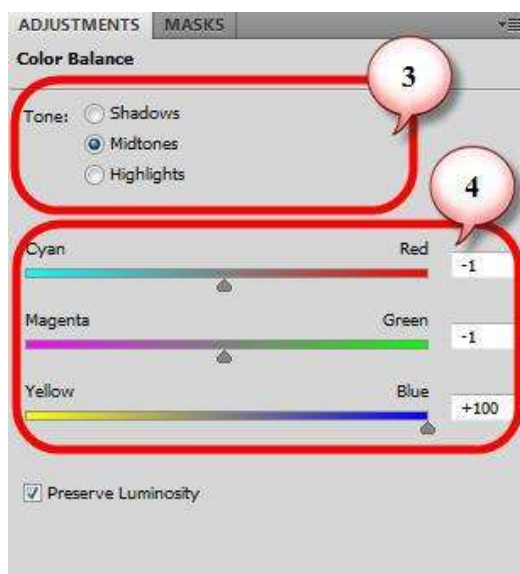 ADJUSTMENTS MASKS
Color Balance
3
Tone: Shadows
Midtones
Highlights
4
Cyan Red -1
Magenta Green -1
Yellow Blue +100
Preserve Luminosity